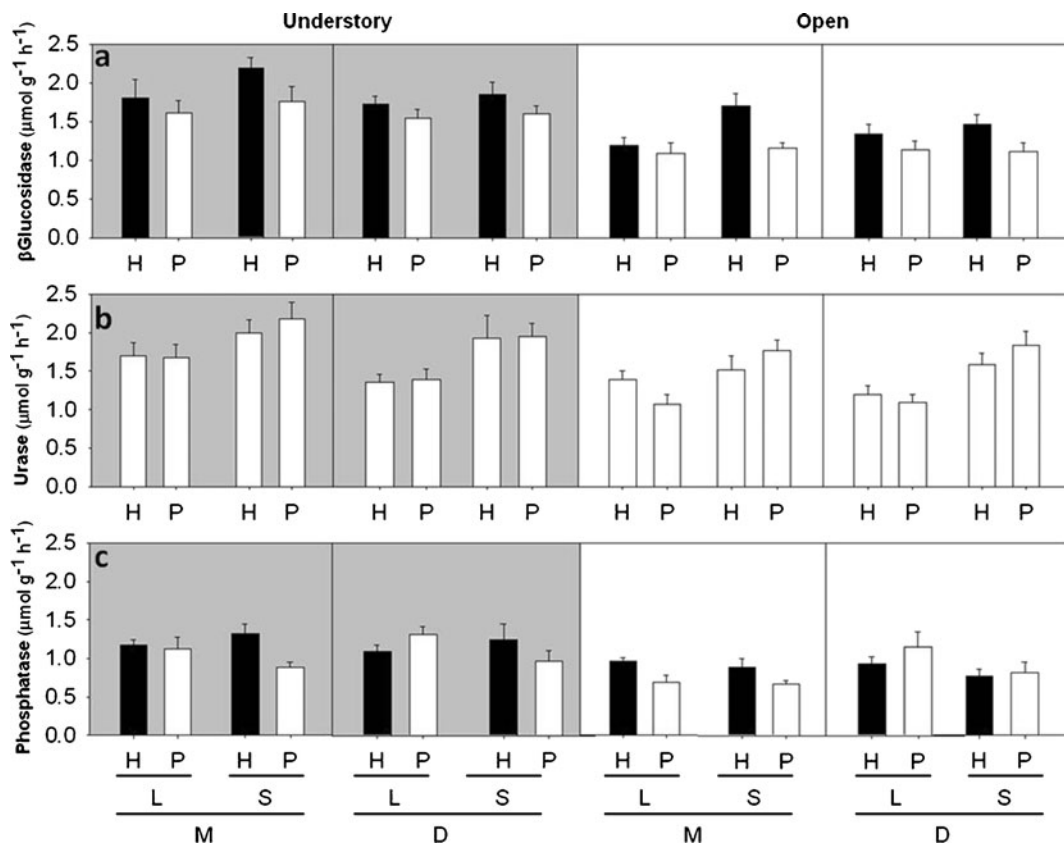 Understory Open
a
βGlucosidase (μmol g⁻¹ h⁻¹)
2.5
2.0
1.5
1.0
0.5
0.0
H P H P H P H P H P H P H P H P
b
Urase (μmol g⁻¹ h⁻¹)
2.5
2.0
1.5
1.0
0.5
0.0
H P H P H P H P H P H P H P H P
c
Phosphatase (μmol g⁻¹ h⁻¹)
2.5
2.0
1.5
1.0
0.5
0.0
H P H P H P H P H P H P H P H P
L S L S L S L S
M D M D